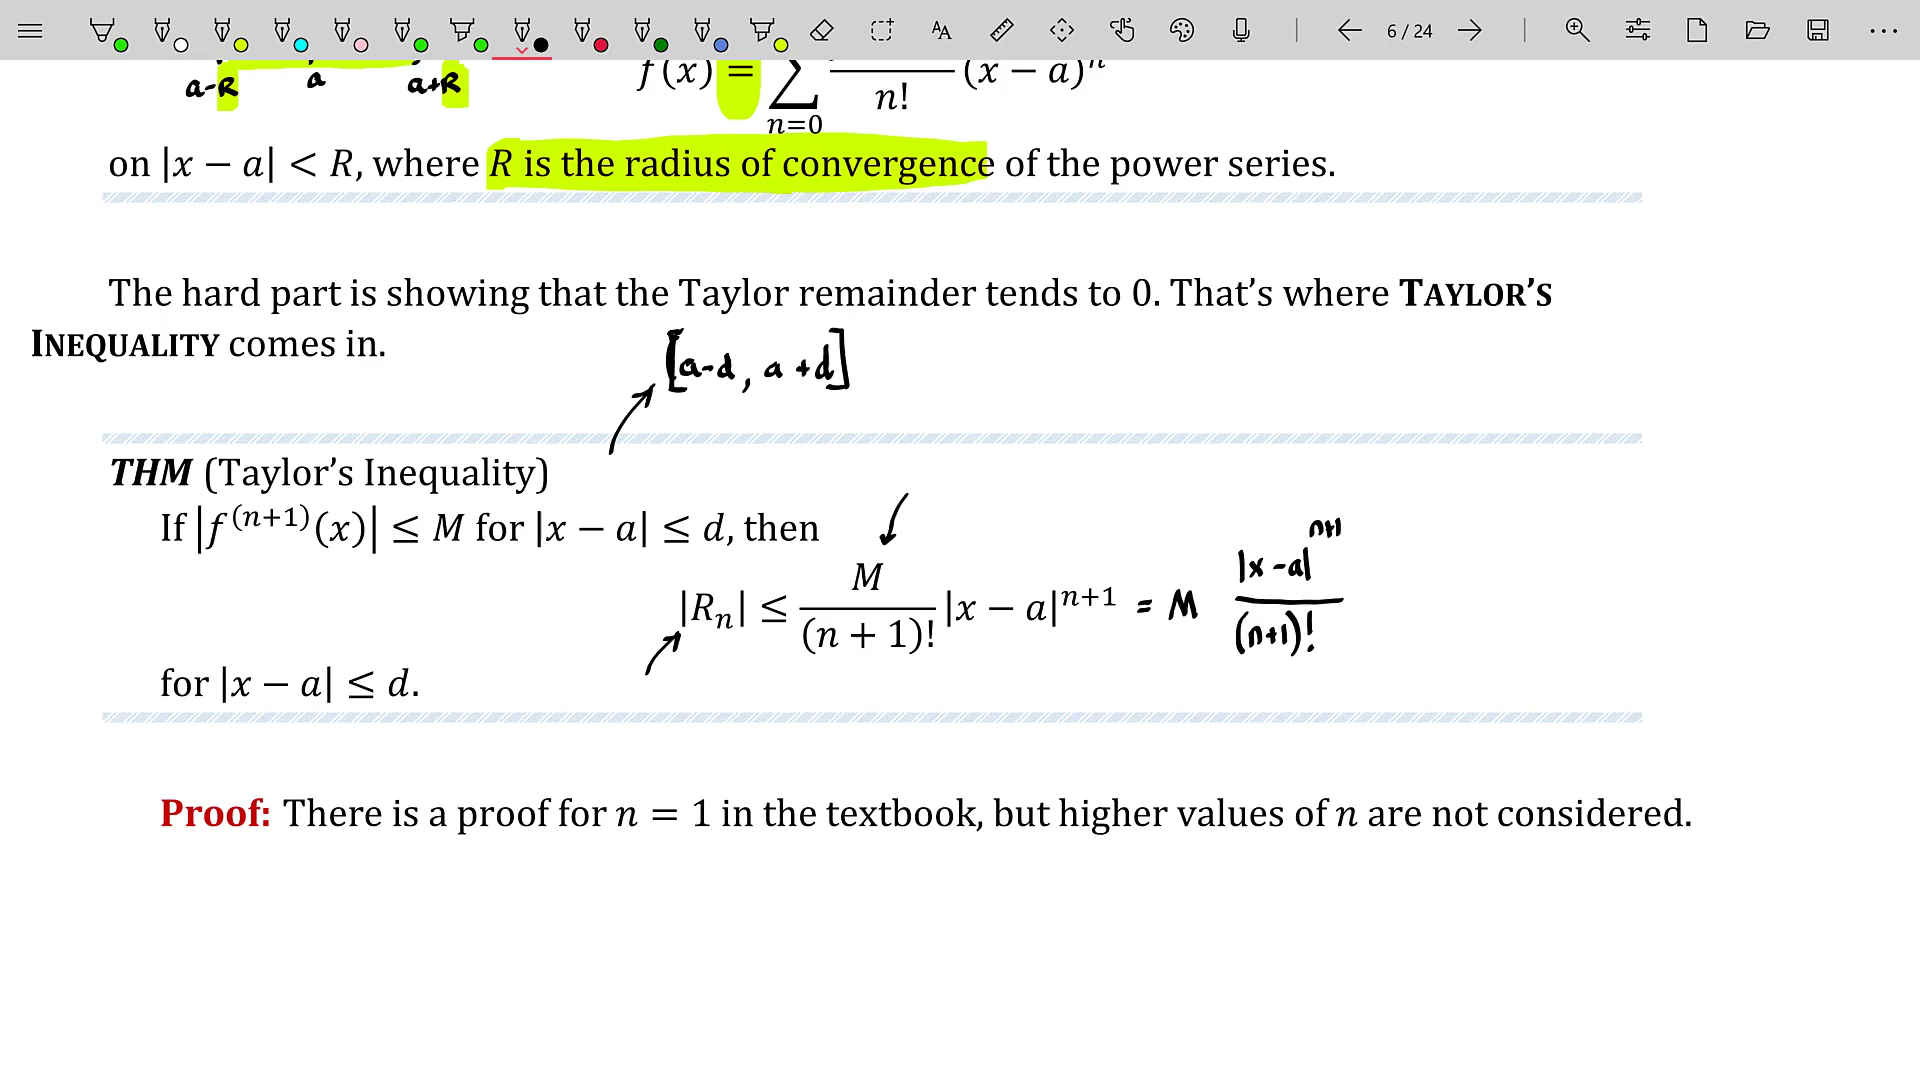 6 / 24
a-R a a+R
f(x) = ∑ n=0 n! (x − a)ⁿ
on |x − a| < R, where R is the radius of convergence of the power series.
The hard part is showing that the Taylor remainder tends to 0. That's where TAYLOR'S
INEQUALITY comes in.
[a-d, a+d]
THM (Taylor's Inequality)
If |f⁽ⁿ⁺¹⁾(x)| ≤ M for |x − a| ≤ d, then
|Rₙ| ≤ M/(n + 1)! |x − a|ⁿ⁺¹ = M |x-a|ⁿ⁺¹/(n+1)!
for |x − a| ≤ d.
Proof: There is a proof for n = 1 in the textbook, but higher values of n are not considered.